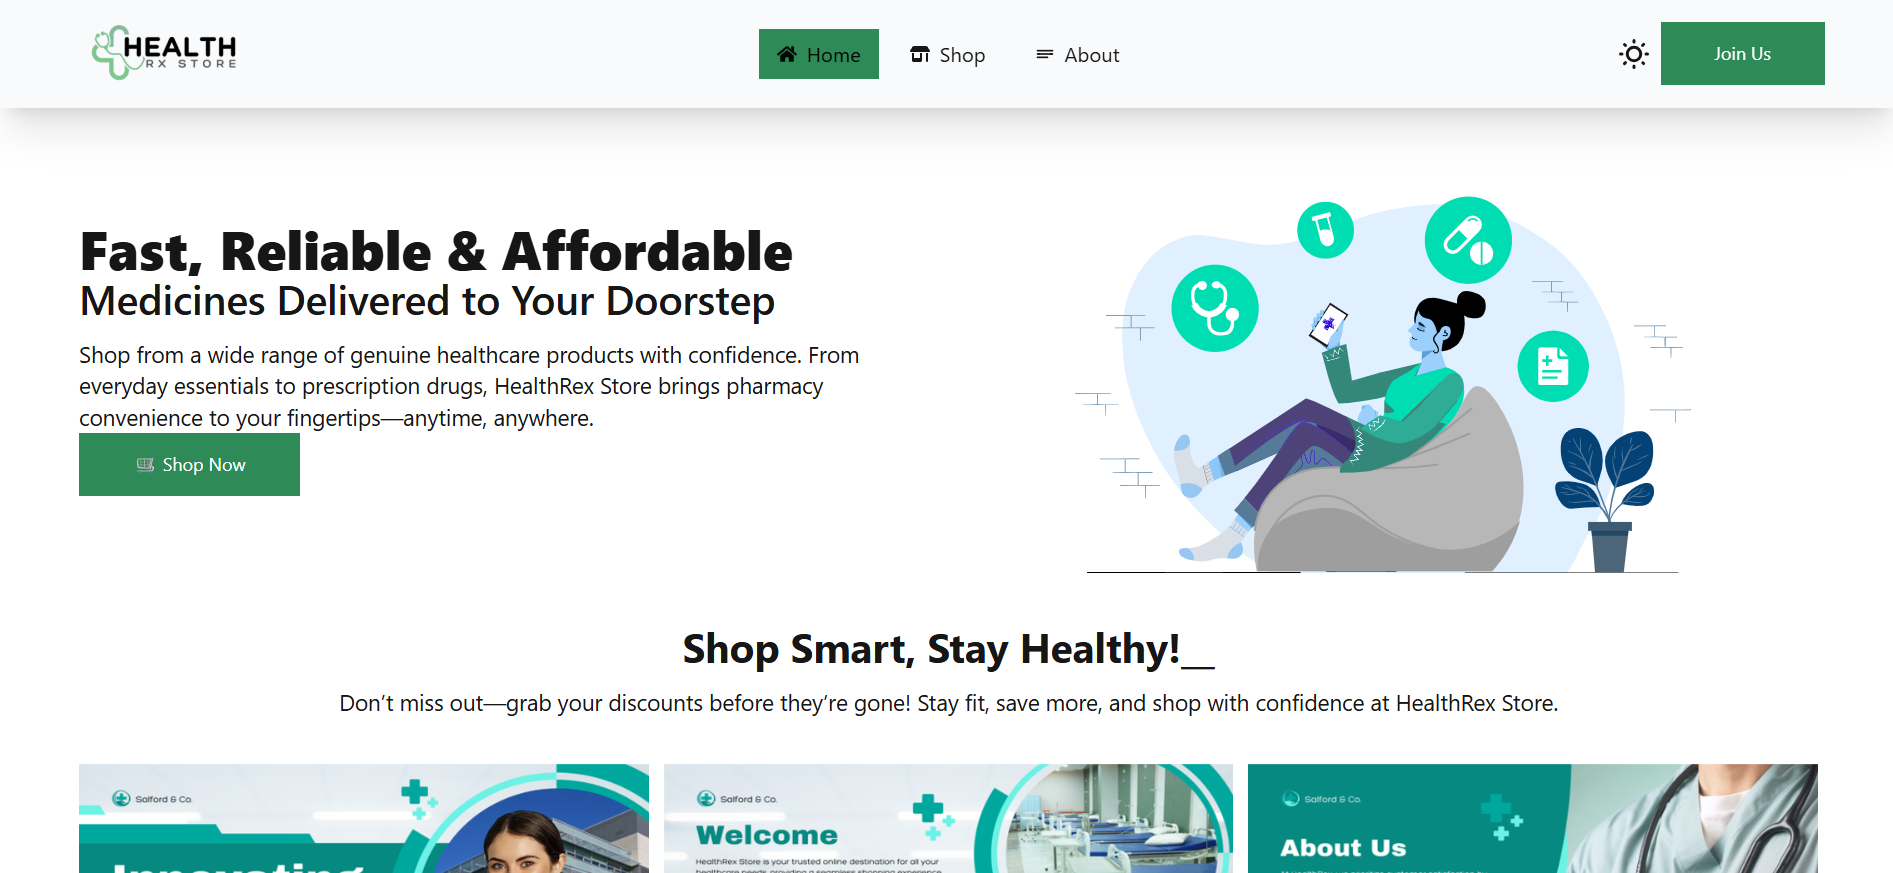 HEALTH
RX STORE
Home
Shop
About
Join Us
Fast, Reliable & Affordable
Medicines Delivered to Your Doorstep
Shop from a wide range of genuine healthcare products with confidence. From
everyday essentials to prescription drugs, HealthRex Store brings pharmacy
convenience to your fingertips—anytime, anywhere.
Shop Now
Shop Smart, Stay Healthy!__
Don’t miss out—grab your discounts before they’re gone! Stay fit, save more, and shop with confidence at HealthRex Store.
Salford & Co.
Innovating
Salford & Co.
Welcome
HealthRex Store is your trusted online destination for all your
healthcare needs, providing a seamless shopping experience
Salford & Co.
About Us